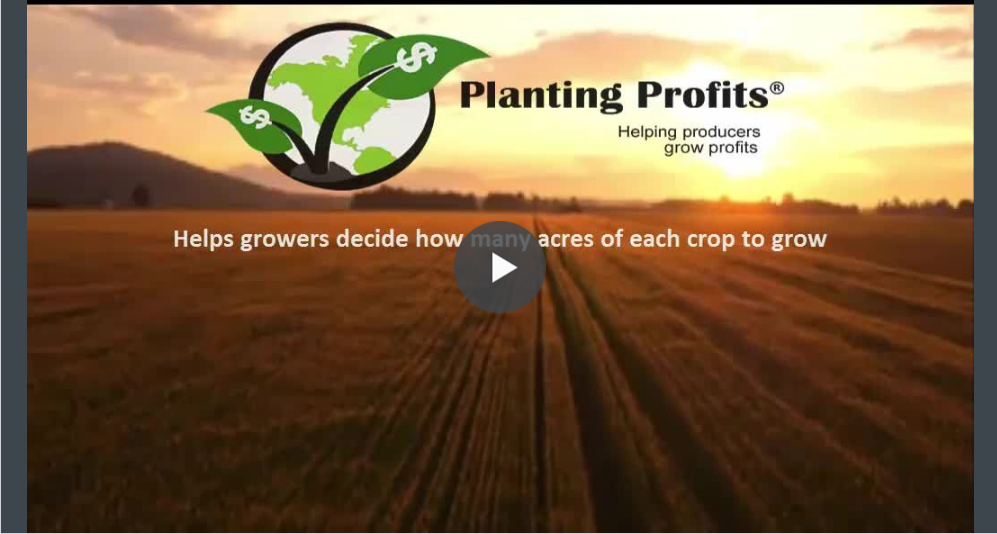 $
$
Planting Profits®
Helping producers
grow profits
Helps growers decide how many acres of each crop to grow